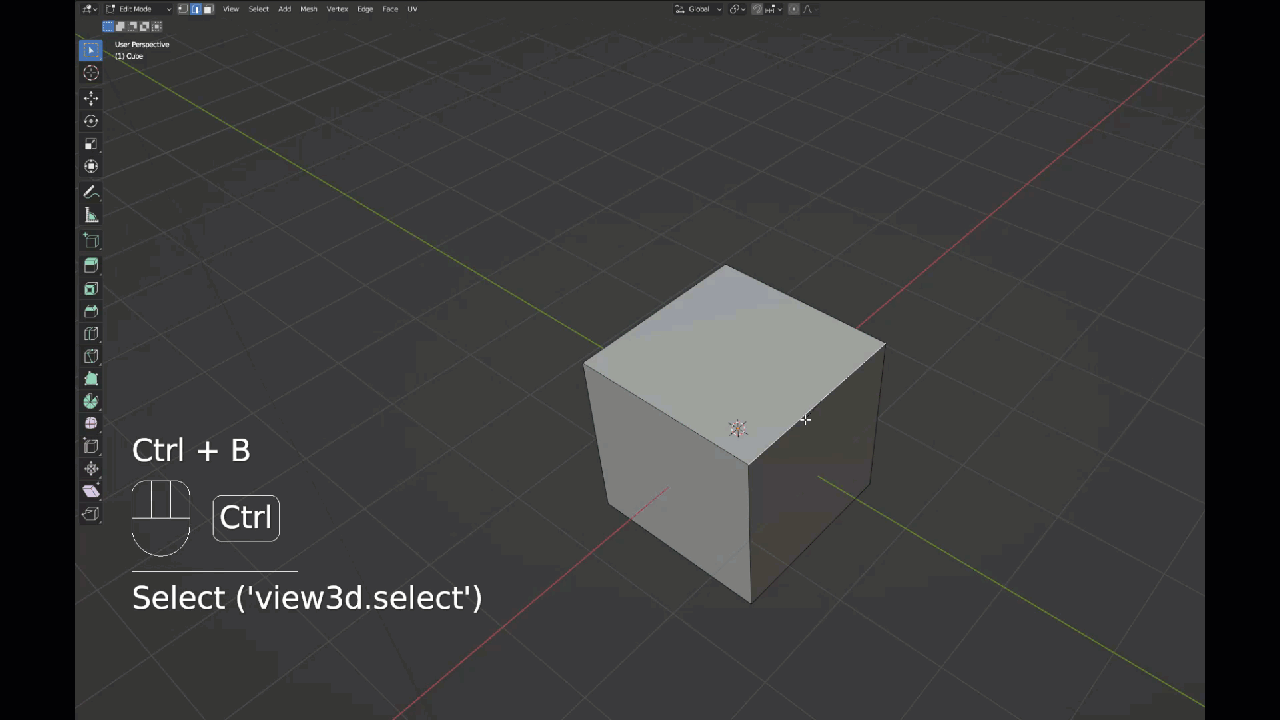 Edit Mode View Select Add Mesh Vertex Edge Face UV Global
User Perspective
(1) Cube
Ctrl + B
Ctrl
Select ('view3d.select')